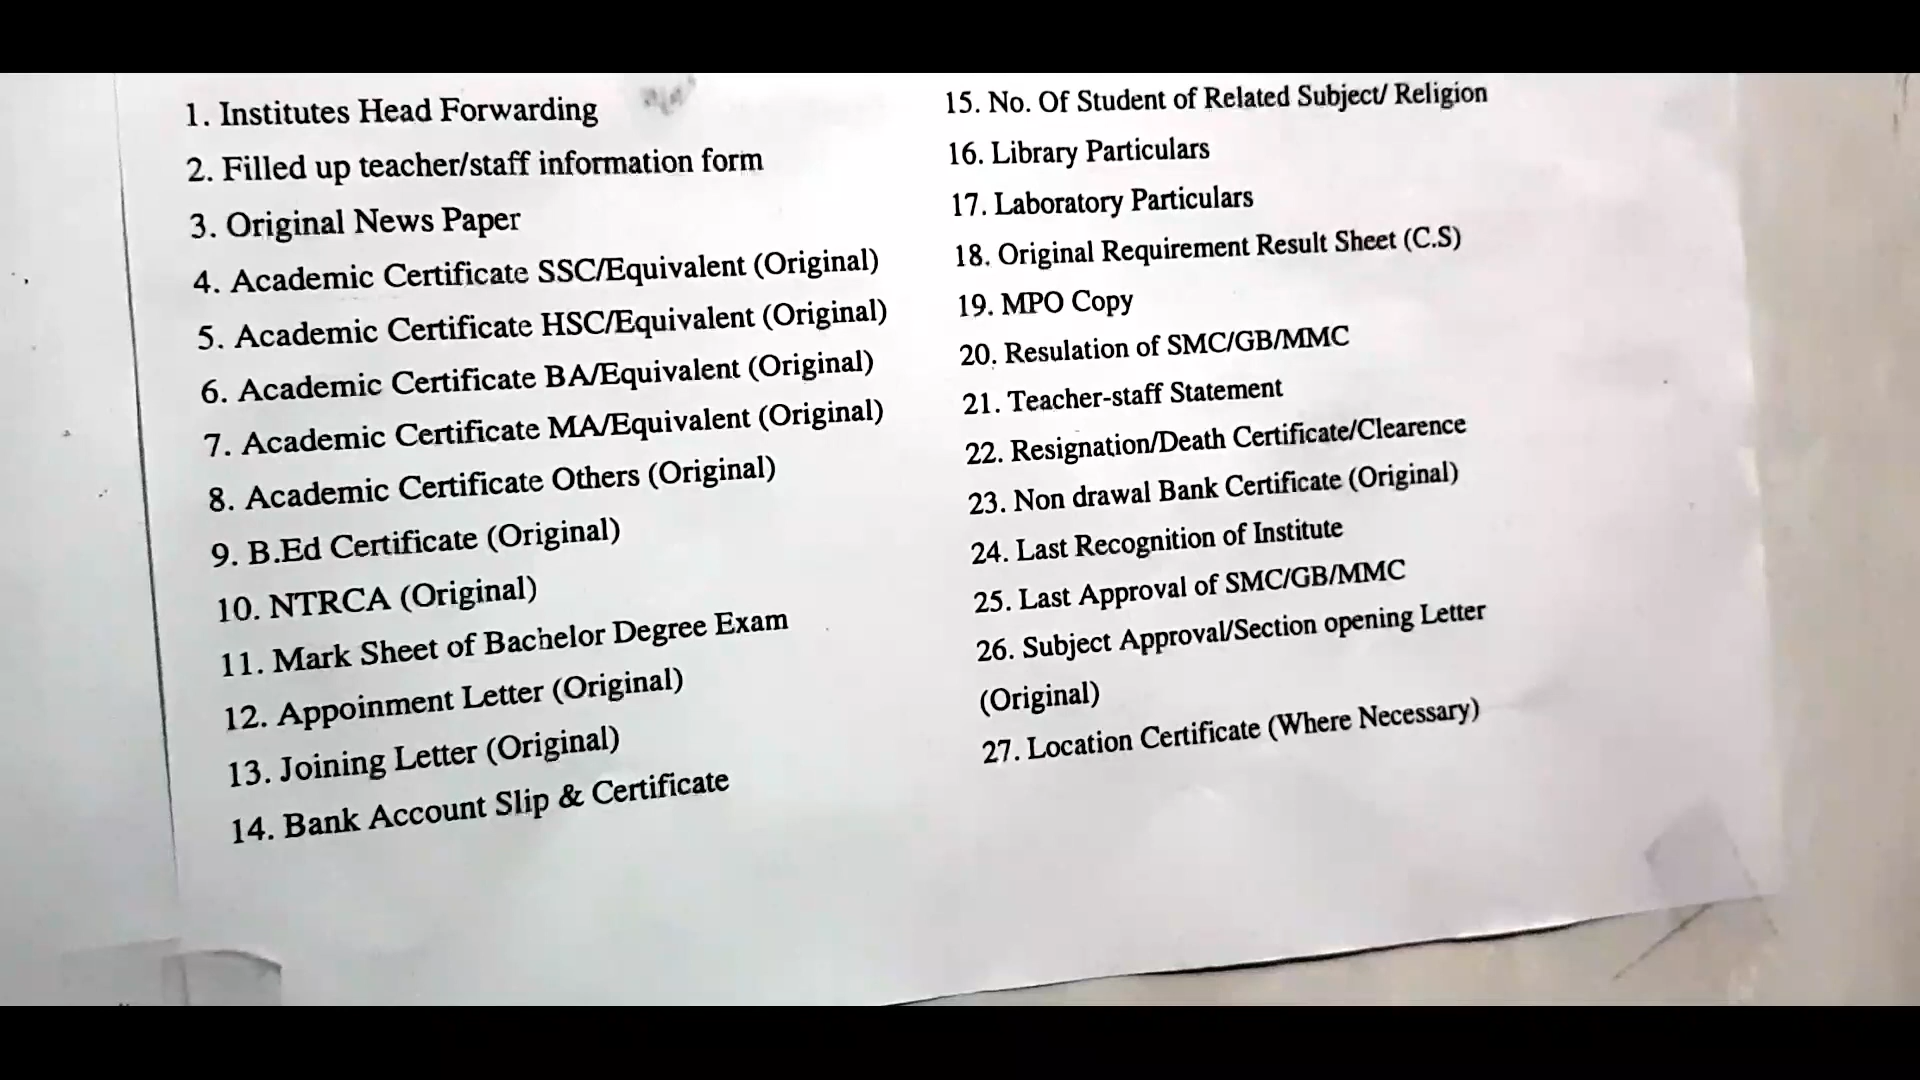 1. Institutes Head Forwarding
2. Filled up teacher/staff information form
3. Original News Paper
4. Academic Certificate SSC/Equivalent (Original)
5. Academic Certificate HSC/Equivalent (Original)
6. Academic Certificate BA/Equivalent (Original)
7. Academic Certificate MA/Equivalent (Original)
8. Academic Certificate Others (Original)
9. B.Ed Certificate (Original)
10. NTRCA (Original)
11. Mark Sheet of Bachelor Degree Exam
12. Appoinment Letter (Original)
13. Joining Letter (Original)
14. Bank Account Slip & Certificate
15. No. Of Student of Related Subject/ Religion
16. Library Particulars
17. Laboratory Particulars
18. Original Requirement Result Sheet (C.S)
19. MPO Copy
20. Resulation of SMC/GB/MMC
21. Teacher-staff Statement
22. Resignation/Death Certificate/Clearence
23. Non drawal Bank Certificate (Original)
24. Last Recognition of Institute
25. Last Approval of SMC/GB/MMC
26. Subject Approval/Section opening Letter
(Original)
27. Location Certificate (Where Necessary)